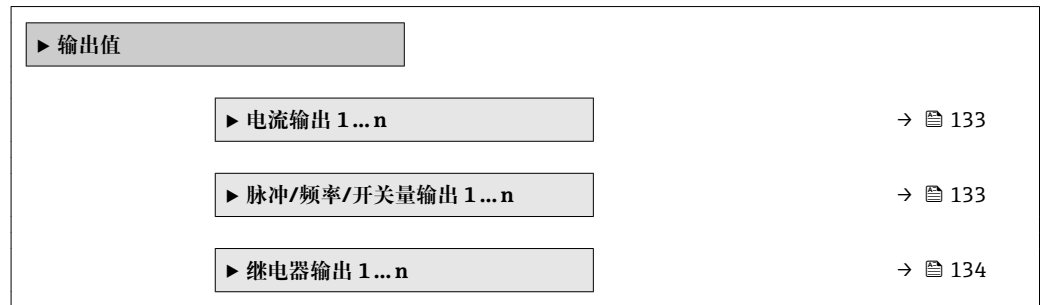 ▶ 输出值
▶ 电流输出 1…n → 🖹 133
▶ 脉冲/频率/开关量输出 1…n → 🖹 133
▶ 继电器输出 1…n → 🖹 134